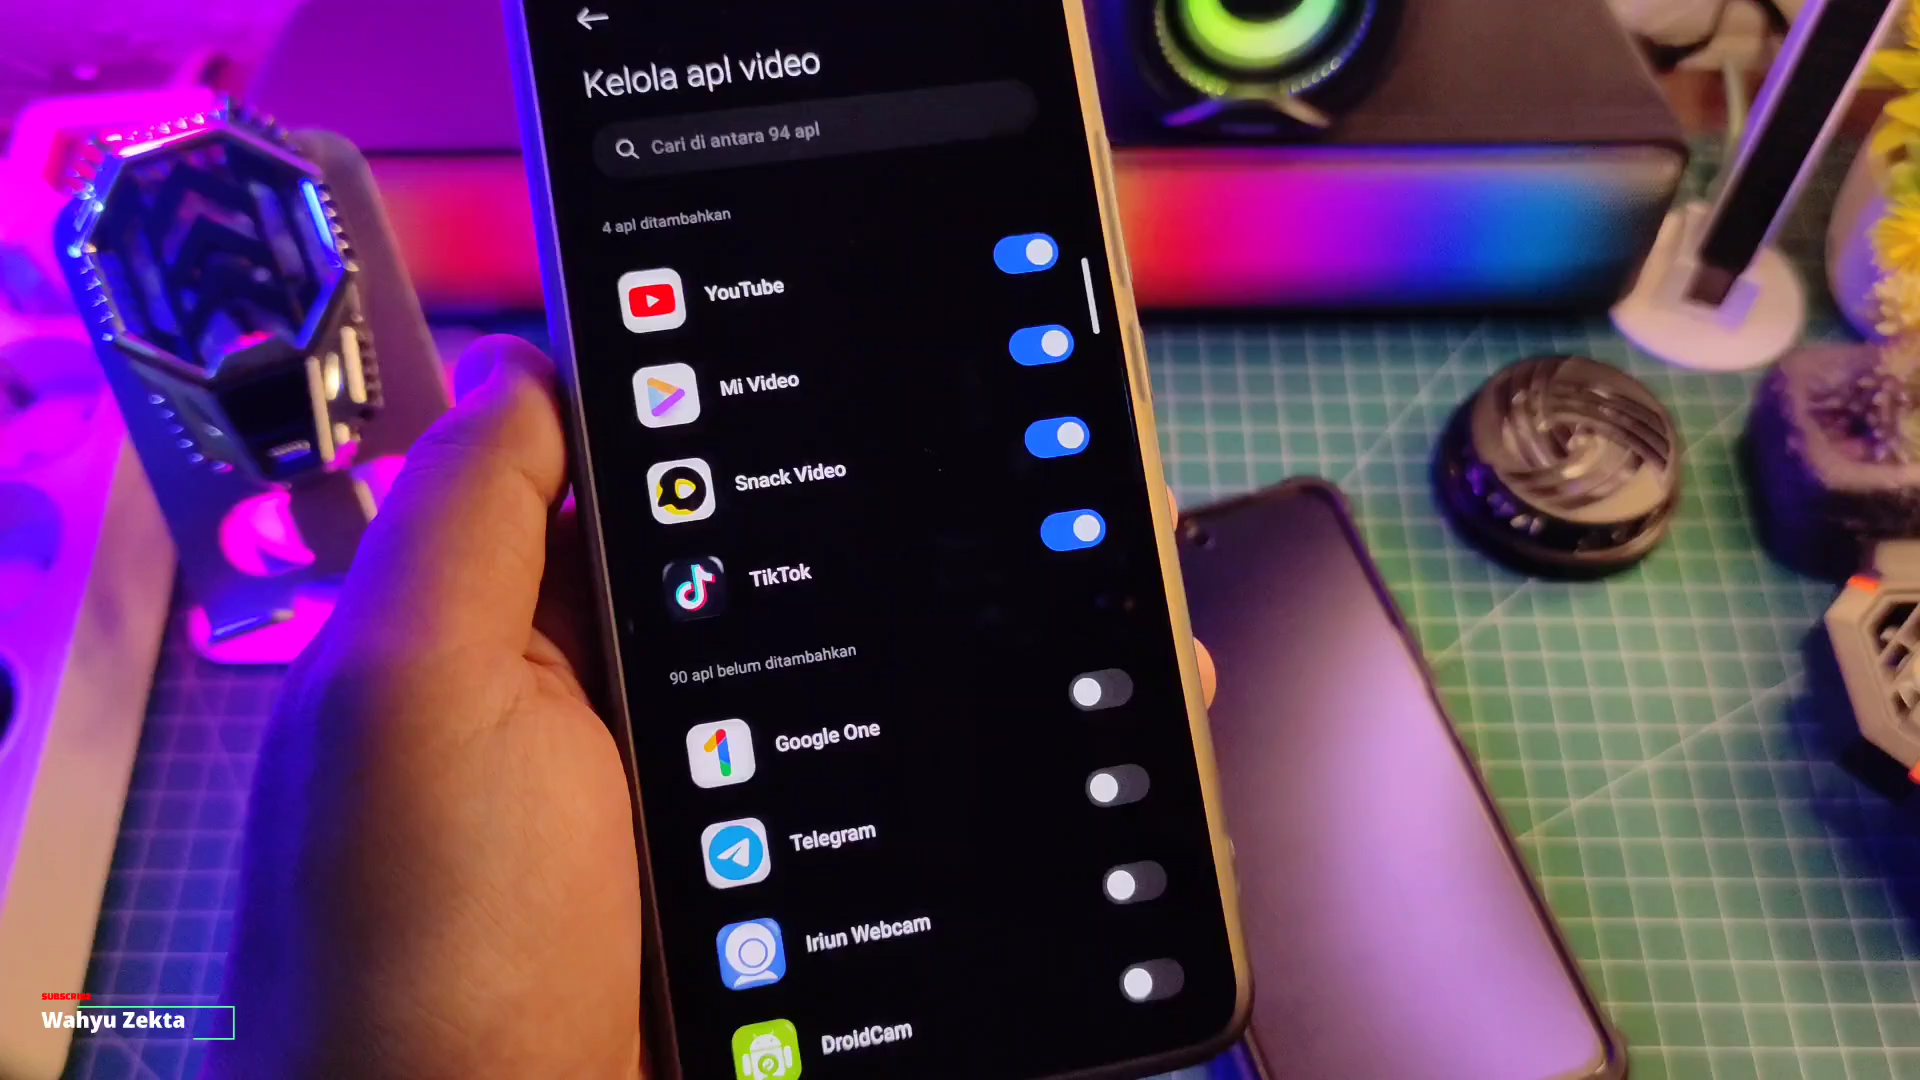 Kelola apl video
Cari di antara 94 apl
4 apl ditambahkan
YouTube
Mi Video
Snack Video
TikTok
90 apl belum ditambahkan
Google One
Telegram
Iriun Webcam
DroidCam
SUBSCRIBE
Wahyu Zekta